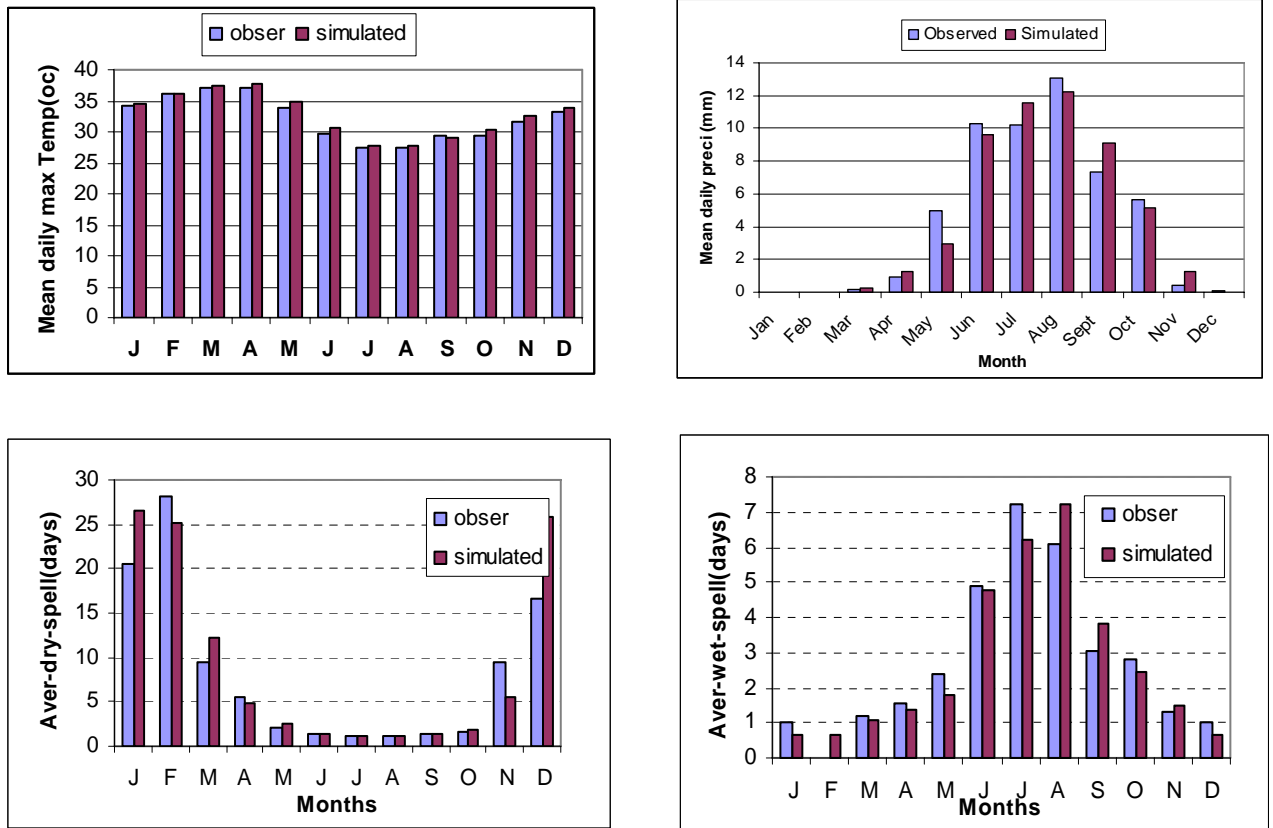 obser simulated
Mean daily max Temp(oc)
40
35
30
25
20
15
10
5
0
J F M A M J J A S O N D
Observed Simulated
Mean daily preci (mm)
14
12
10
8
6
4
2
0
Jan Feb Mar Apr May Jun Jul Aug Sept Oct Nov Dec
Month
Aver-dry-spell(days)
30
25
20
15
10
5
0
obser
simulated
J F M A M J J A S O N D
Months
Aver-wet-spell(days)
8
7
6
5
4
3
2
1
0
obser
simulated
J F M A M J J A S O N D
Months